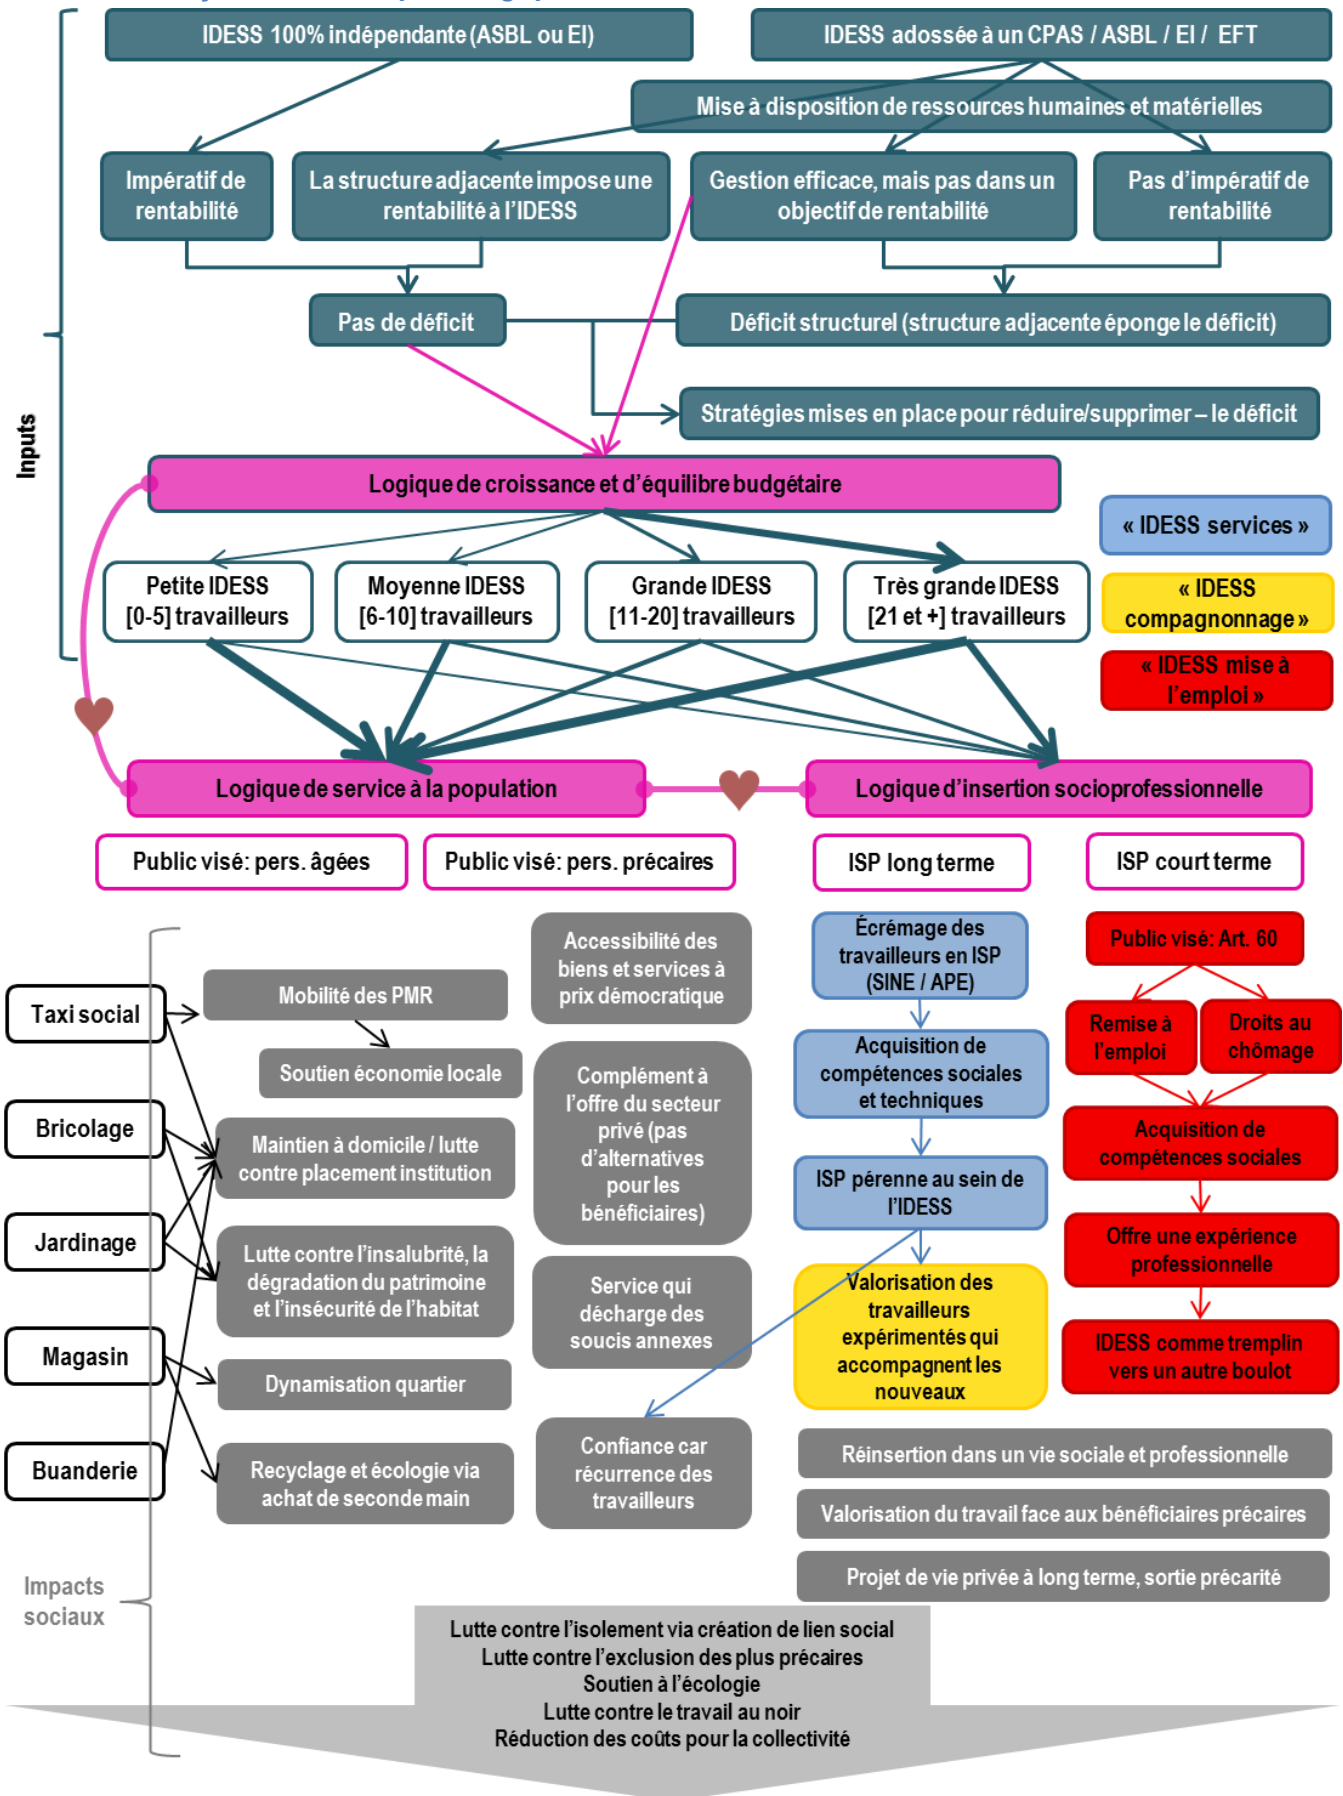 IDESS 100% indépendante (ASBL ou EI)
IDESS adossée à un CPAS / ASBL / EI / EFT
Mise à disposition de ressources humaines et matérielles
Impératif de
rentabilité
La structure adjacente impose une
rentabilité à l'IDESS
Gestion efficace, mais pas dans un
objectif de rentabilité
Pas d'impératif de
rentabilité
Pas de déficit
Déficit structurel (structure adjacente éponge le déficit)
Stratégies mises en place pour réduire/supprimer – le déficit
Inputs
Logique de croissance et d'équilibre budgétaire
« IDESS services »
« IDESS
compagnonnage »
« IDESS mise à
l'emploi »
Petite IDESS
[0-5] travailleurs
Moyenne IDESS
[6-10] travailleurs
Grande IDESS
[11-20] travailleurs
Très grande IDESS
[21 et +] travailleurs
Logique de service à la population
Logique d'insertion socioprofessionnelle
Public visé: pers. âgées
Public visé: pers. précaires
ISP long terme
ISP court terme
Taxi social
Bricolage
Jardinage
Magasin
Buanderie
Mobilité des PMR
Soutien économie locale
Maintien à domicile / lutte
contre placement institution
Lutte contre l'insalubrité, la
dégradation du patrimoine
et l'insécurité de l'habitat
Dynamisation quartier
Recyclage et écologie via
achat de seconde main
Accessibilité des
biens et services à
prix démocratique
Complément à
l'offre du secteur
privé (pas
d'alternatives
pour les
bénéficiaires)
Service qui
décharge des
soucis annexes
Confiance car
récurrence des
travailleurs
Écrémage des
travailleurs en ISP
(SINE / APE)
Acquisition de
compétences sociales
et techniques
ISP pérenne au sein de
l'IDESS
Valorisation des
travailleurs
expérimentés qui
accompagnent les
nouveaux
Public visé: Art. 60
Remise à
l'emploi
Droits au
chômage
Acquisition de
compétences sociales
Offre une expérience
professionnelle
IDESS comme tremplin
vers un autre boulot
Réinsertion dans un vie sociale et professionnelle
Valorisation du travail face aux bénéficiaires précaires
Projet de vie privée à long terme, sortie précarité
Impacts
sociaux
Lutte contre l'isolement via création de lien social
Lutte contre l'exclusion des plus précaires
Soutien à l'écologie
Lutte contre le travail au noir
Réduction des coûts pour la collectivité